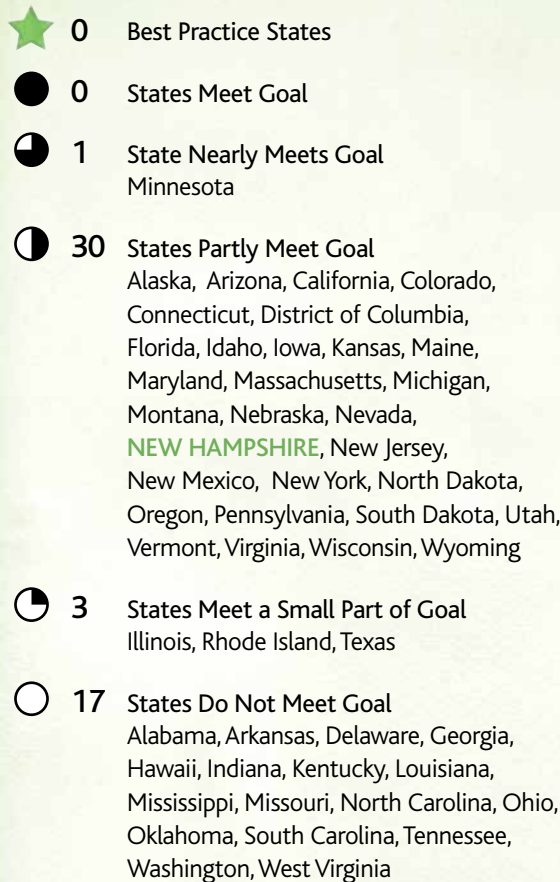 0 Best Practice States
0 States Meet Goal
1 State Nearly Meets Goal
Minnesota
30 States Partly Meet Goal
Alaska, Arizona, California, Colorado,
Connecticut, District of Columbia,
Florida, Idaho, Iowa, Kansas, Maine,
Maryland, Massachusetts, Michigan,
Montana, Nebraska, Nevada,
NEW HAMPSHIRE, New Jersey,
New Mexico, New York, North Dakota,
Oregon, Pennsylvania, South Dakota, Utah,
Vermont, Virginia, Wisconsin, Wyoming
3 States Meet a Small Part of Goal
Illinois, Rhode Island, Texas
17 States Do Not Meet Goal
Alabama, Arkansas, Delaware, Georgia,
Hawaii, Indiana, Kentucky, Louisiana,
Mississippi, Missouri, North Carolina, Ohio,
Oklahoma, South Carolina, Tennessee,
Washington, West Virginia